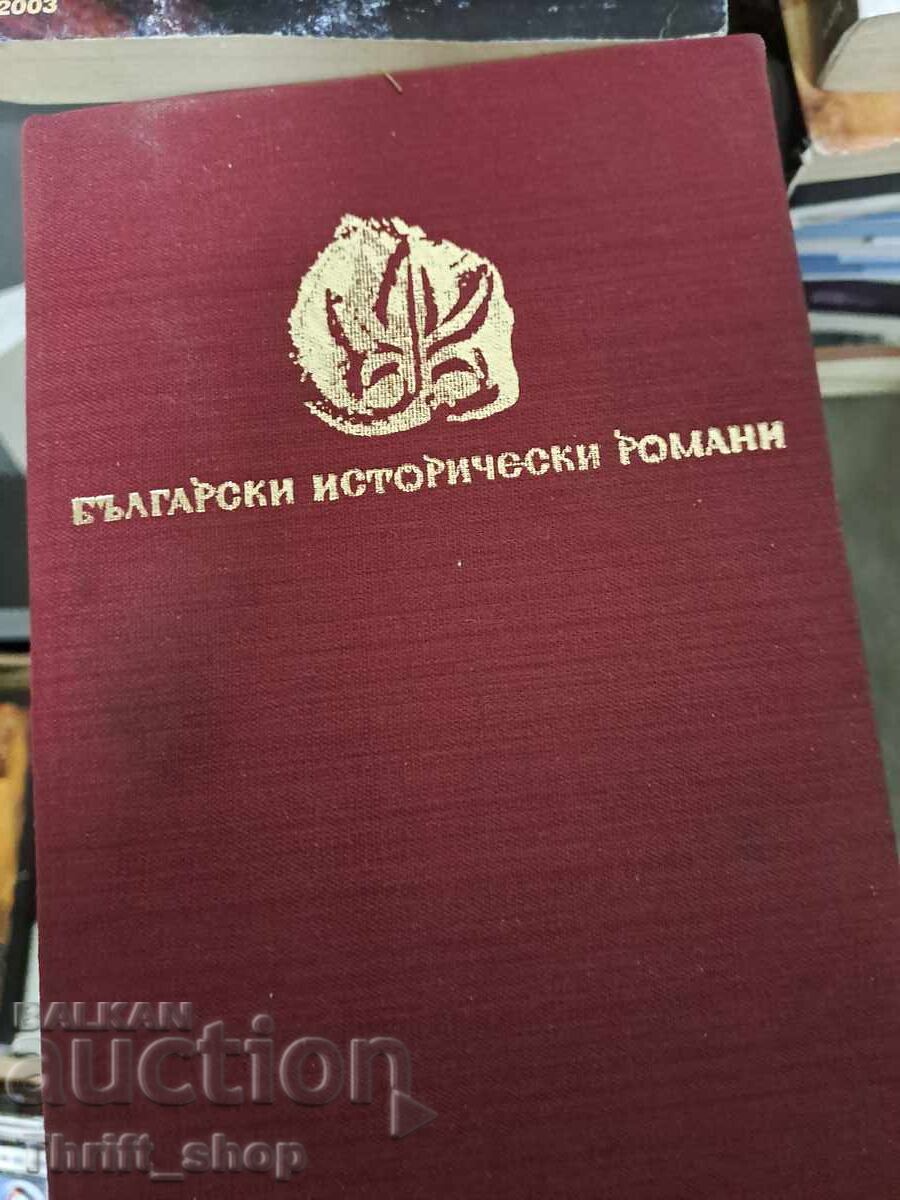 2003
БЪЛГАРСКИ ИСТОРИЧЕСКИ РОМАНИ
BALKAN
auction
Thrift_shop